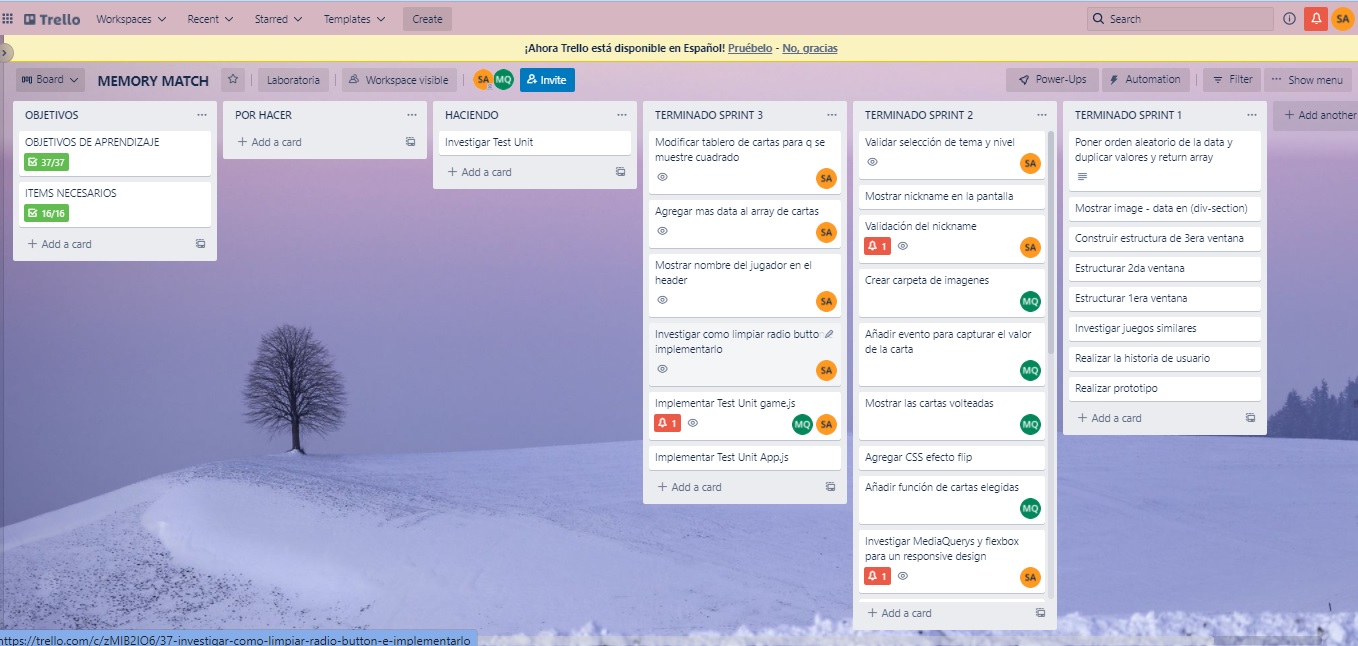 Trello
Workspaces
Recent
Starred
Templates
Create
Search
SA
¡Ahora Trello está disponible en Español! Pruébelo - No, gracias
Board
MEMORY MATCH
Laboratoria
Workspace visible
SA
MQ
Invite
Power-Ups
Automation
Filter
Show menu
OBJETIVOS
OBJETIVOS DE APRENDIZAJE
37/37
ITEMS NECESARIOS
16/16
+ Add a card
POR HACER
+ Add a card
HACIENDO
Investigar Test Unit
+ Add a card
TERMINADO SPRINT 3
Modificar tablero de cartas para q se
muestre cuadrado
SA
Agregar mas data al array de cartas
SA
Mostrar nombre del jugador en el
header
SA
Investigar como limpiar radio butto
implementarlo
SA
Implementar Test Unit game.js
1
MQ
SA
Implementar Test Unit App.js
+ Add a card
TERMINADO SPRINT 2
Validar selección de tema y nivel
SA
Mostrar nickname en la pantalla
Validación del nickname
1
SA
Crear carpeta de imagenes
MQ
Añadir evento para capturar el valor
de la carta
MQ
Mostrar las cartas volteadas
MQ
Agregar CSS efecto flip
Añadir función de cartas elegidas
MQ
Investigar MediaQuerys y flexbox
para un responsive design
1
SA
+ Add a card
TERMINADO SPRINT 1
Poner orden aleatorio de la data y
duplicar valores y return array
Mostrar image - data en (div-section)
Construir estructura de 3era ventana
Estructurar 2da ventana
Estructurar 1era ventana
Investigar juegos similares
Realizar la historia de usuario
Realizar prototipo
+ Add a card
+ Add another
https://trello.com/c/zMIB2IO6/37-investigar-como-limpiar-radio-button-e-implementarlo